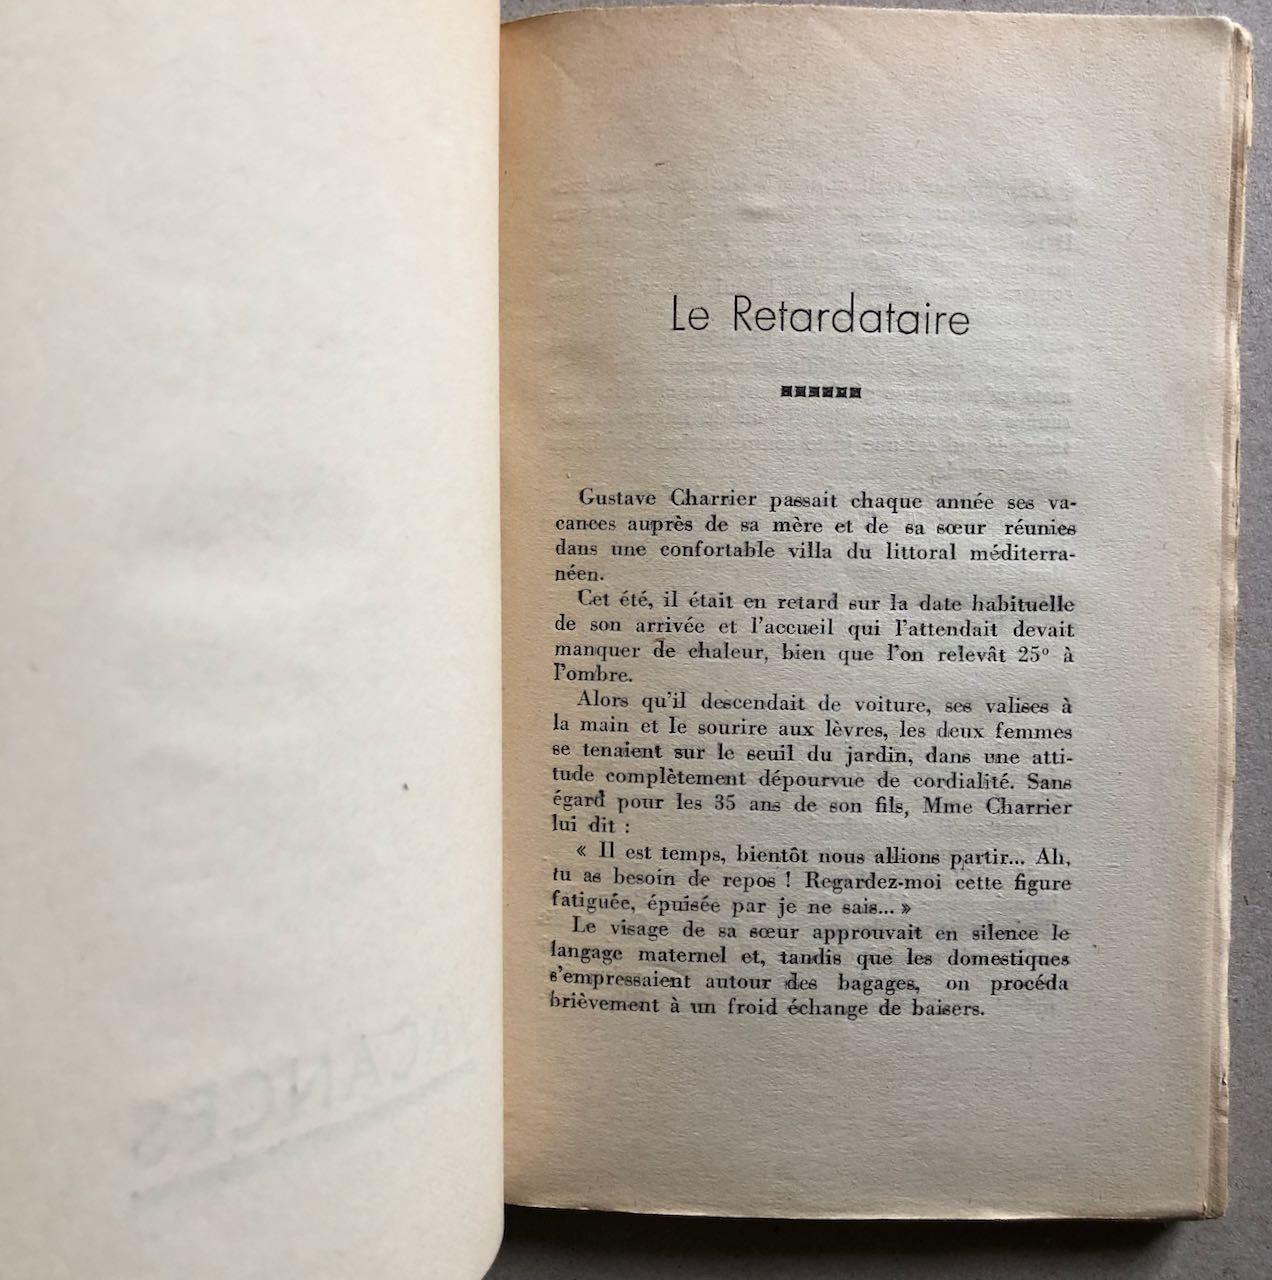 Le Retardataire
Gustave Charrier passait chaque année ses va-
cances auprès de sa mère et de sa sœur réunies
dans une confortable villa du littoral méditerra-
néen.
Cet été, il était en retard sur la date habituelle
de son arrivée et l'accueil qui l'attendait devait
manquer de chaleur, bien que l'on relevât 25° à
l'ombre.
Alors qu'il descendait de voiture, ses valises à
la main et le sourire aux lèvres, les deux femmes
se tenaient sur le seuil du jardin, dans une atti-
tude complètement dépourvue de cordialité. Sans
égard pour les 35 ans de son fils, Mme Charrier
lui dit :
« Il est temps, bientôt nous allions partir... Ah,
tu as besoin de repos ! Regardez-moi cette figure
fatiguée, épuisée par je ne sais... »
Le visage de sa sœur approuvait en silence le
langage maternel et, tandis que les domestiques
s'empressaient autour des bagages, on procéda
brièvement à un froid échange de baisers.